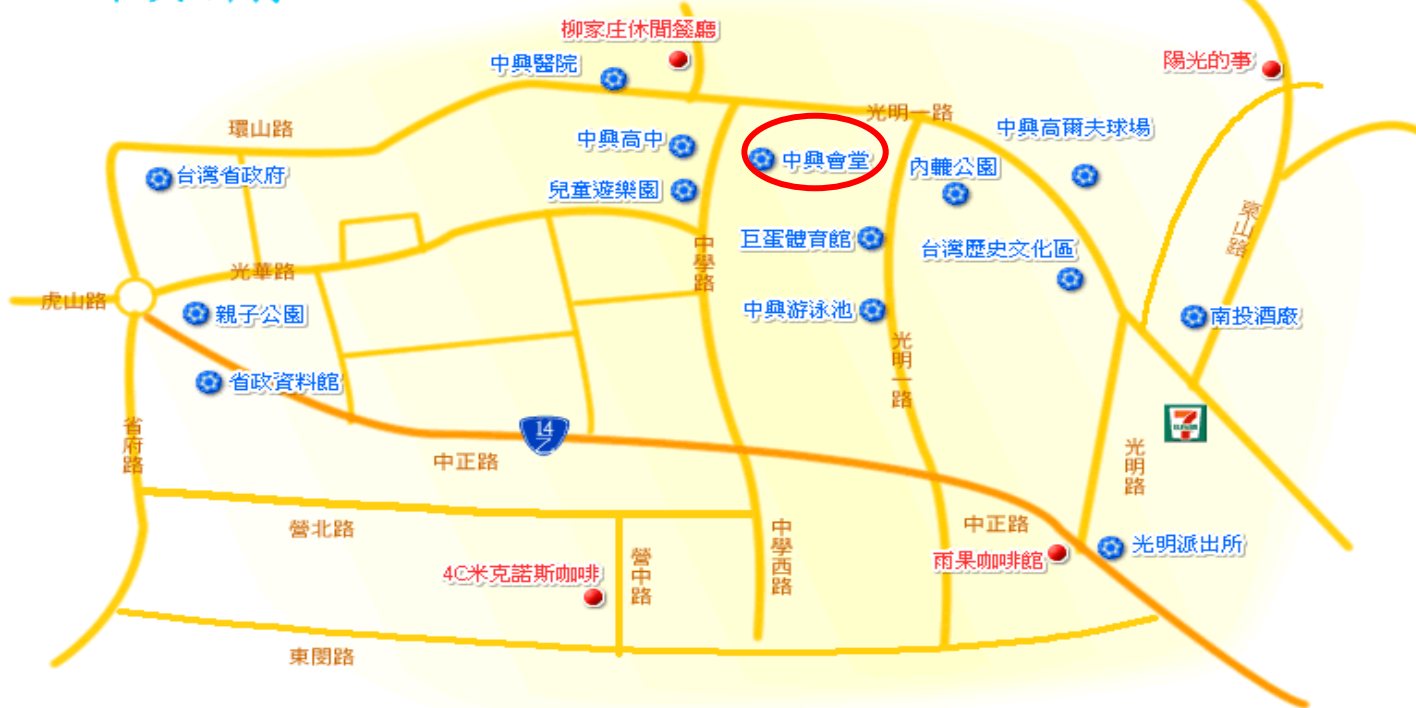 柳家庄休閒餐廳
中興醫院
陽光的事
光明一路
環山路
中興高中
中興會堂
中興高爾夫球場
台灣省政府
兒童遊樂園
內轆公園
中學路
巨蛋體育館
台灣歷史文化區
東山路
光華路
虎山路
親子公園
中興游泳池
南投酒廠
光明一路
省政資料館
14
乙
7
ELEVEN
省府路
中正路
光明路
營北路
中學西路
中正路
光明派出所
雨果咖啡館
4C米克諾斯咖啡
營中路
東閔路